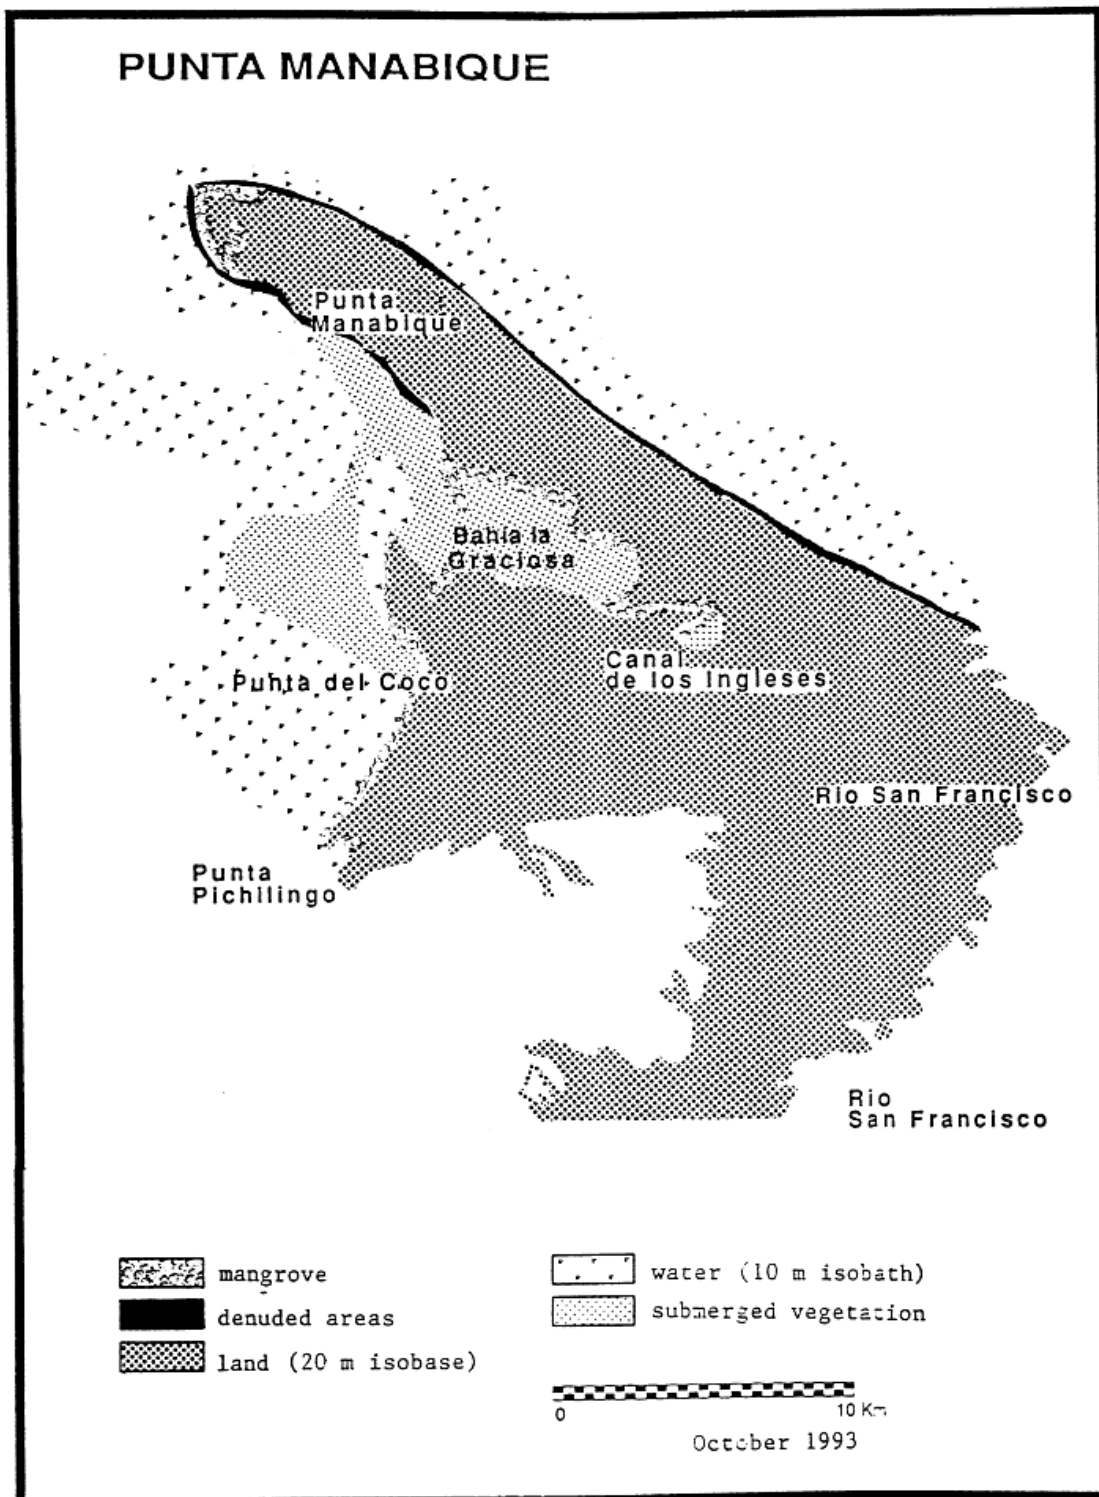 PUNTA MANABIQUE
Punta
Manabique
Bahia la
Graciosa
Canal
de los Ingleses
Punta del Coco
Rio San Francisco
Punta
Pichilingo
Rio
San Francisco
mangrove
denuded areas
land (20 m isobase)
water (10 m isobath)
submerged vegetation
0 10 Km
October 1993